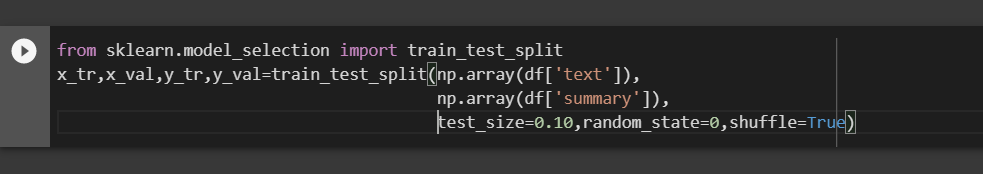 from sklearn.model_selection import train_test_split
x_tr,x_val,y_tr,y_val=train_test_split(np.array(df['text']),
np.array(df['summary']),
test_size=0.10,random_state=0,shuffle=True)